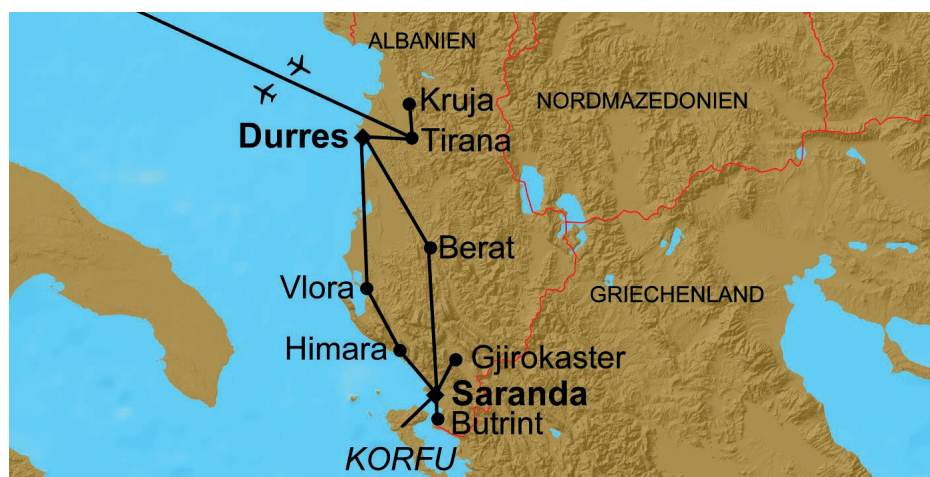 ALBANIEN
Kruja
NORDMAZEDONIEN
Durres
Tirana
Berat
Vlora
GRIECHENLAND
Himara
Gjirokaster
Saranda
Butrint
KORFU